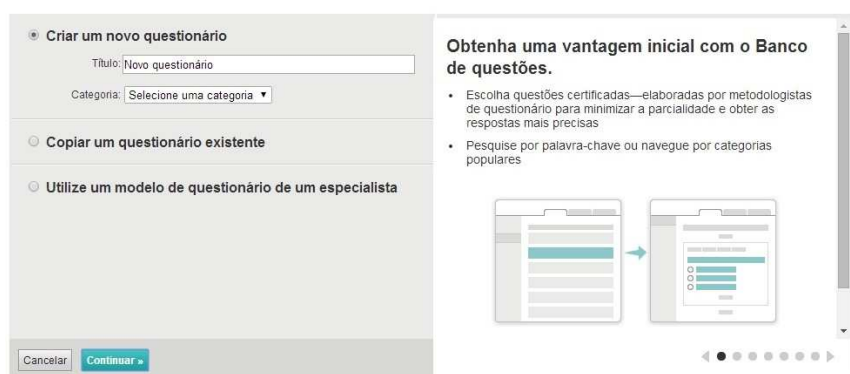 Criar um novo questionário
Título: Novo questionário
Categoria: Selecione uma categoria
Copiar um questionário existente
Utilize um modelo de questionário de um especialista
Cancelar
Continuar »
Obtenha uma vantagem inicial com o Banco
de questões.
• Escolha questões certificadas—elaboradas por metodologistas
de questionário para minimizar a parcialidade e obter as
respostas mais precisas
• Pesquise por palavra-chave ou navegue por categorias
populares